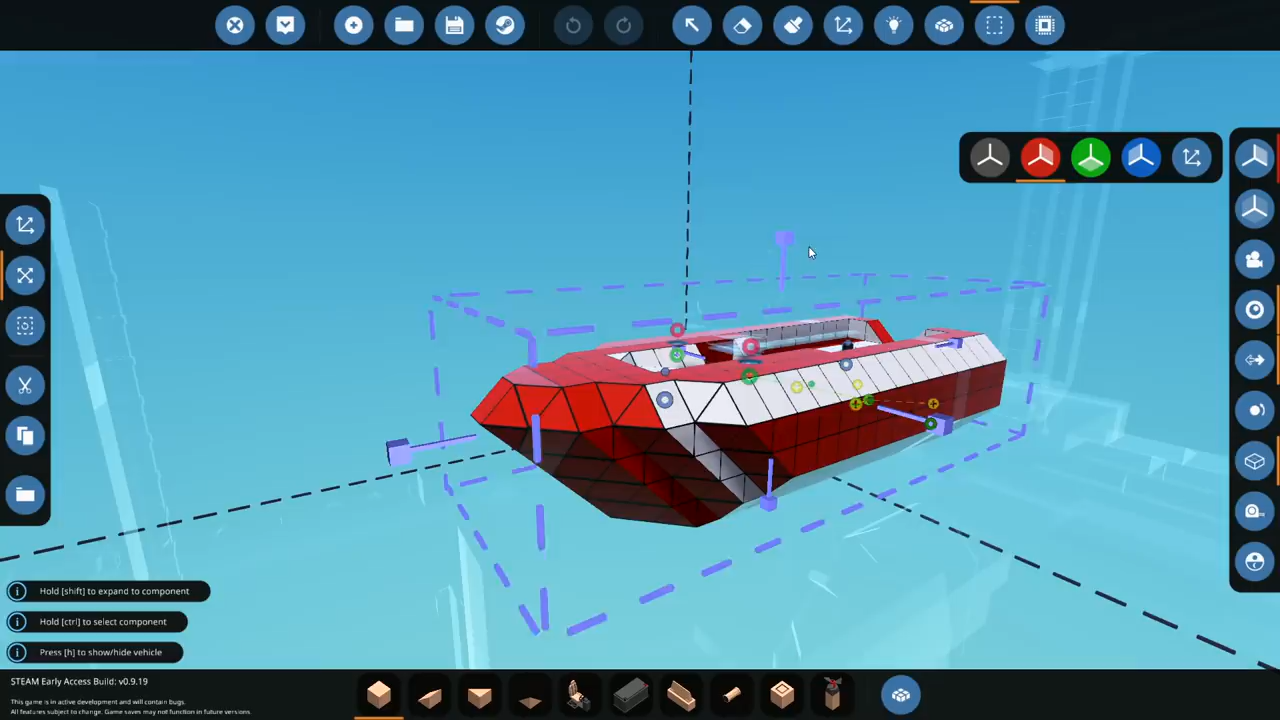 Hold [shift] to expand to component
Hold [ctrl] to select component
Press [h] to show/hide vehicle
STEAM Early Access Build: v0.9.19
This game is in active development and will contain bugs.
All features subject to change. Game saves may not function in future versions.